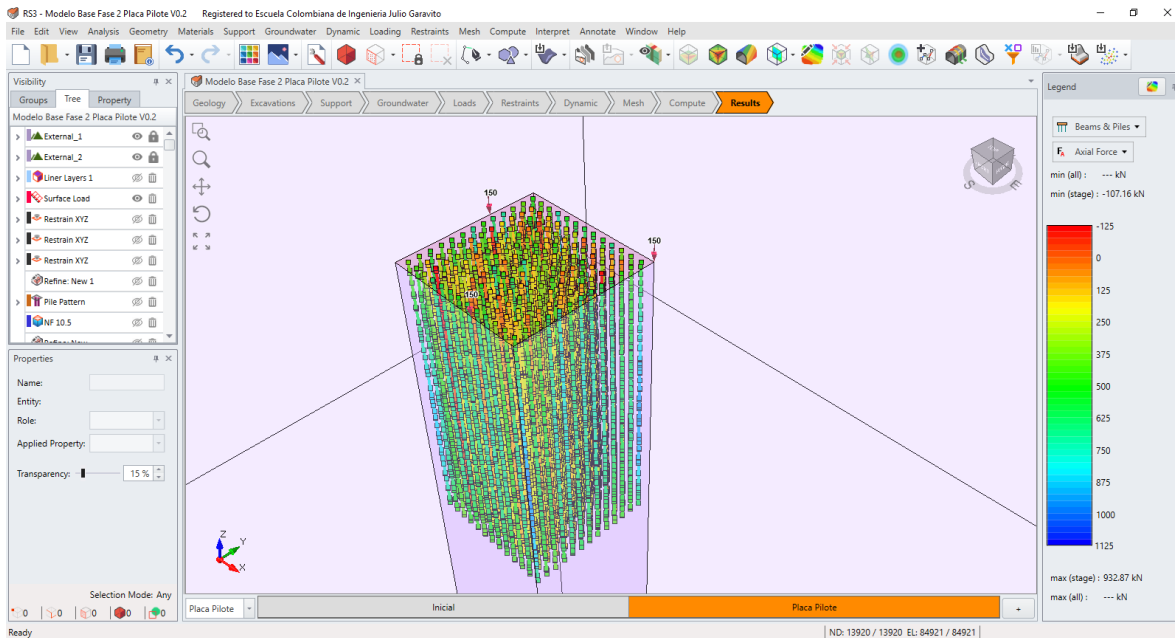 RS3 - Modelo Base Fase 2 Placa Pilote V0.2 Registered to Escuela Colombiana de Ingenieria Julio Garavito
File Edit View Analysis Geometry Materials Support Groundwater Dynamic Loading Restraints Mesh Compute Interpret Annotate Window Help
Visibility
Groups Tree Property
Modelo Base Fase 2 Placa Pilote V0.2
External_1
External_2
Liner Layers 1
Surface Load
Restrain XYZ
Restrain XYZ
Restrain XYZ
Refine: New 1
Pile Pattern
NF 10.5
Properties
Name:
Entity:
Role:
Applied Property:
Transparency: 15 %
Selection Mode: Any
0 0 0 0 0
Ready
Modelo Base Fase 2 Placa Pilote V0.2
Geology Excavations Support Groundwater Loads Restraints Dynamic Mesh Compute Results
150
150
150
S E
Z
Y
X
Placa Pilote Inicial Placa Pilote +
ND: 13920 / 13920 EL: 84921 / 84921
Legend
Beams & Piles
Axial Force
min (all) : --- kN
min (stage) : -107.16 kN
-125
0
125
250
375
500
625
750
875
1000
1125
max (stage) : 932.87 kN
max (all) : --- kN